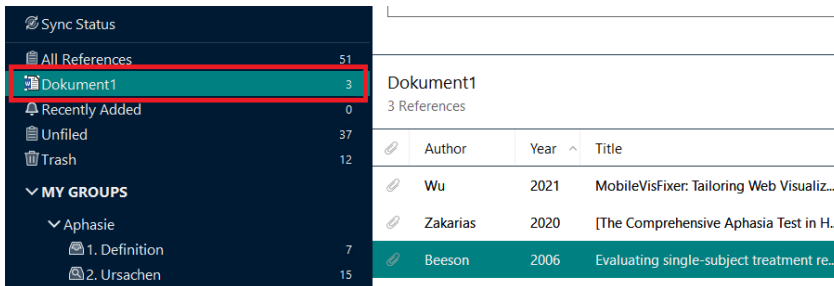 Sync Status
All References 51
Dokument1 3
Recently Added 0
Unfiled 37
Trash 12
MY GROUPS
Aphasie
1. Definition 7
2. Ursachen 15
Dokument1
3 References
Author Year Title
Wu 2021 MobileVisFixer: Tailoring Web Visualiz...
Zakarias 2020 [The Comprehensive Aphasia Test in H...
Beeson 2006 Evaluating single-subject treatment re...